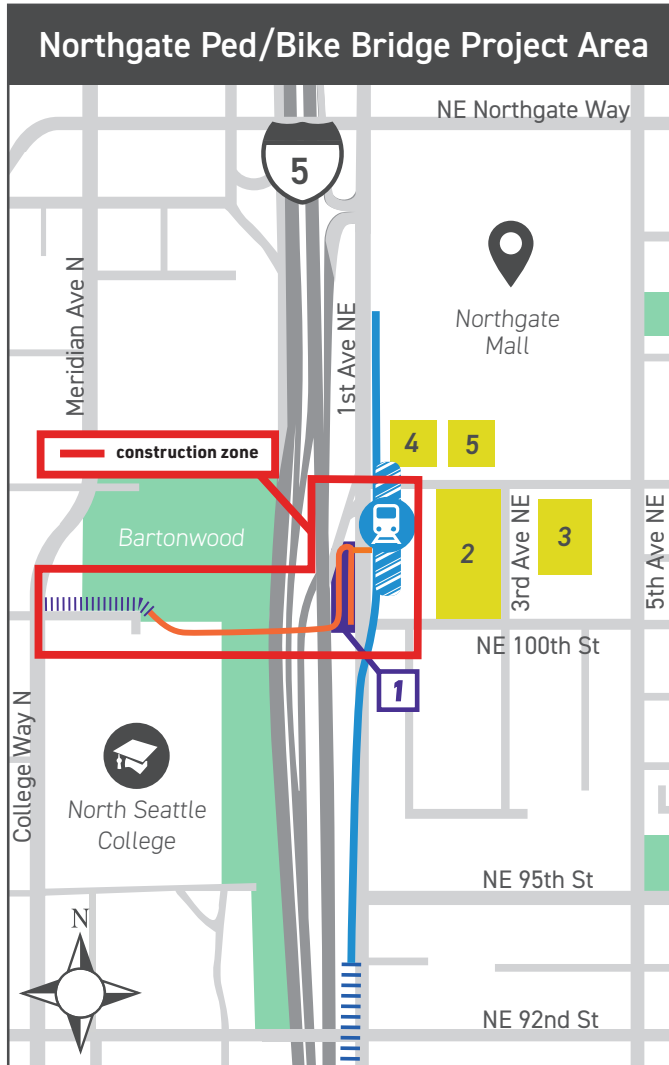 Northgate Ped/Bike Bridge Project Area
NE Northgate Way
5
Meridian Ave N
1st Ave NE
Northgate
Mall
construction zone
4
5
Bartonwood
2
3rd Ave NE
3
5th Ave NE
NE 100th St
1
College Way N
North Seattle
College
NE 95th St
N
NE 92nd St